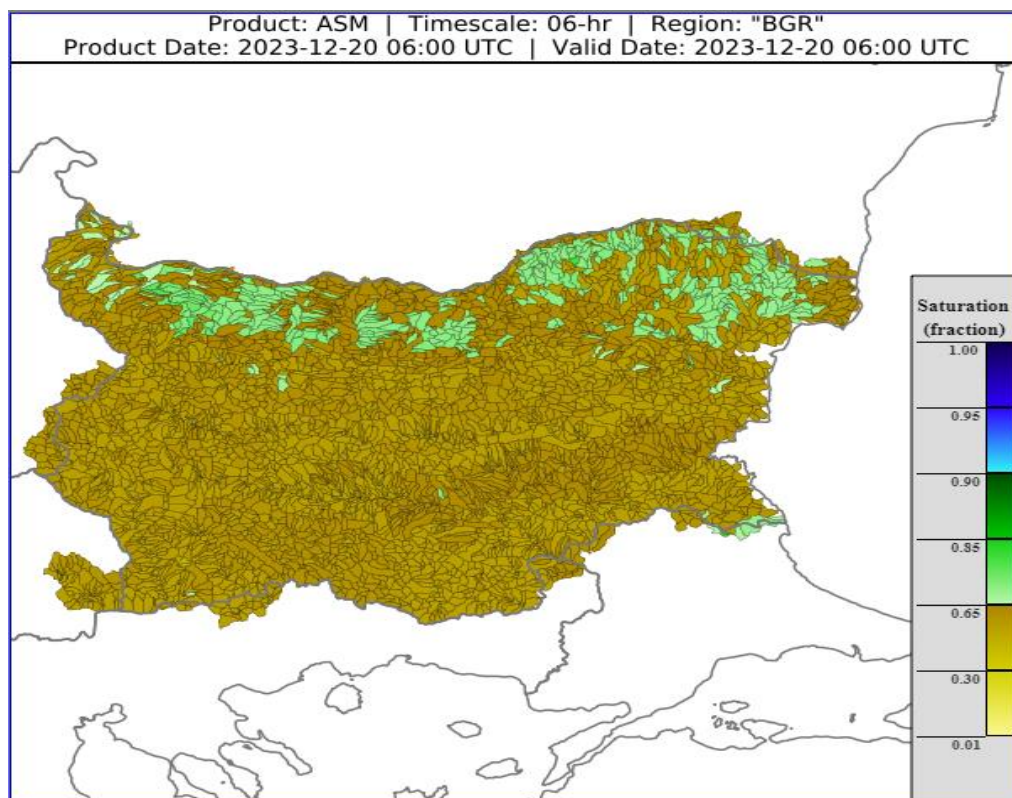 Product: ASM | Timescale: 06-hr | Region: "BGR"
Product Date: 2023-12-20 06:00 UTC | Valid Date: 2023-12-20 06:00 UTC
Saturation
(fraction)
1.00
0.95
0.90
0.85
0.65
0.30
0.01